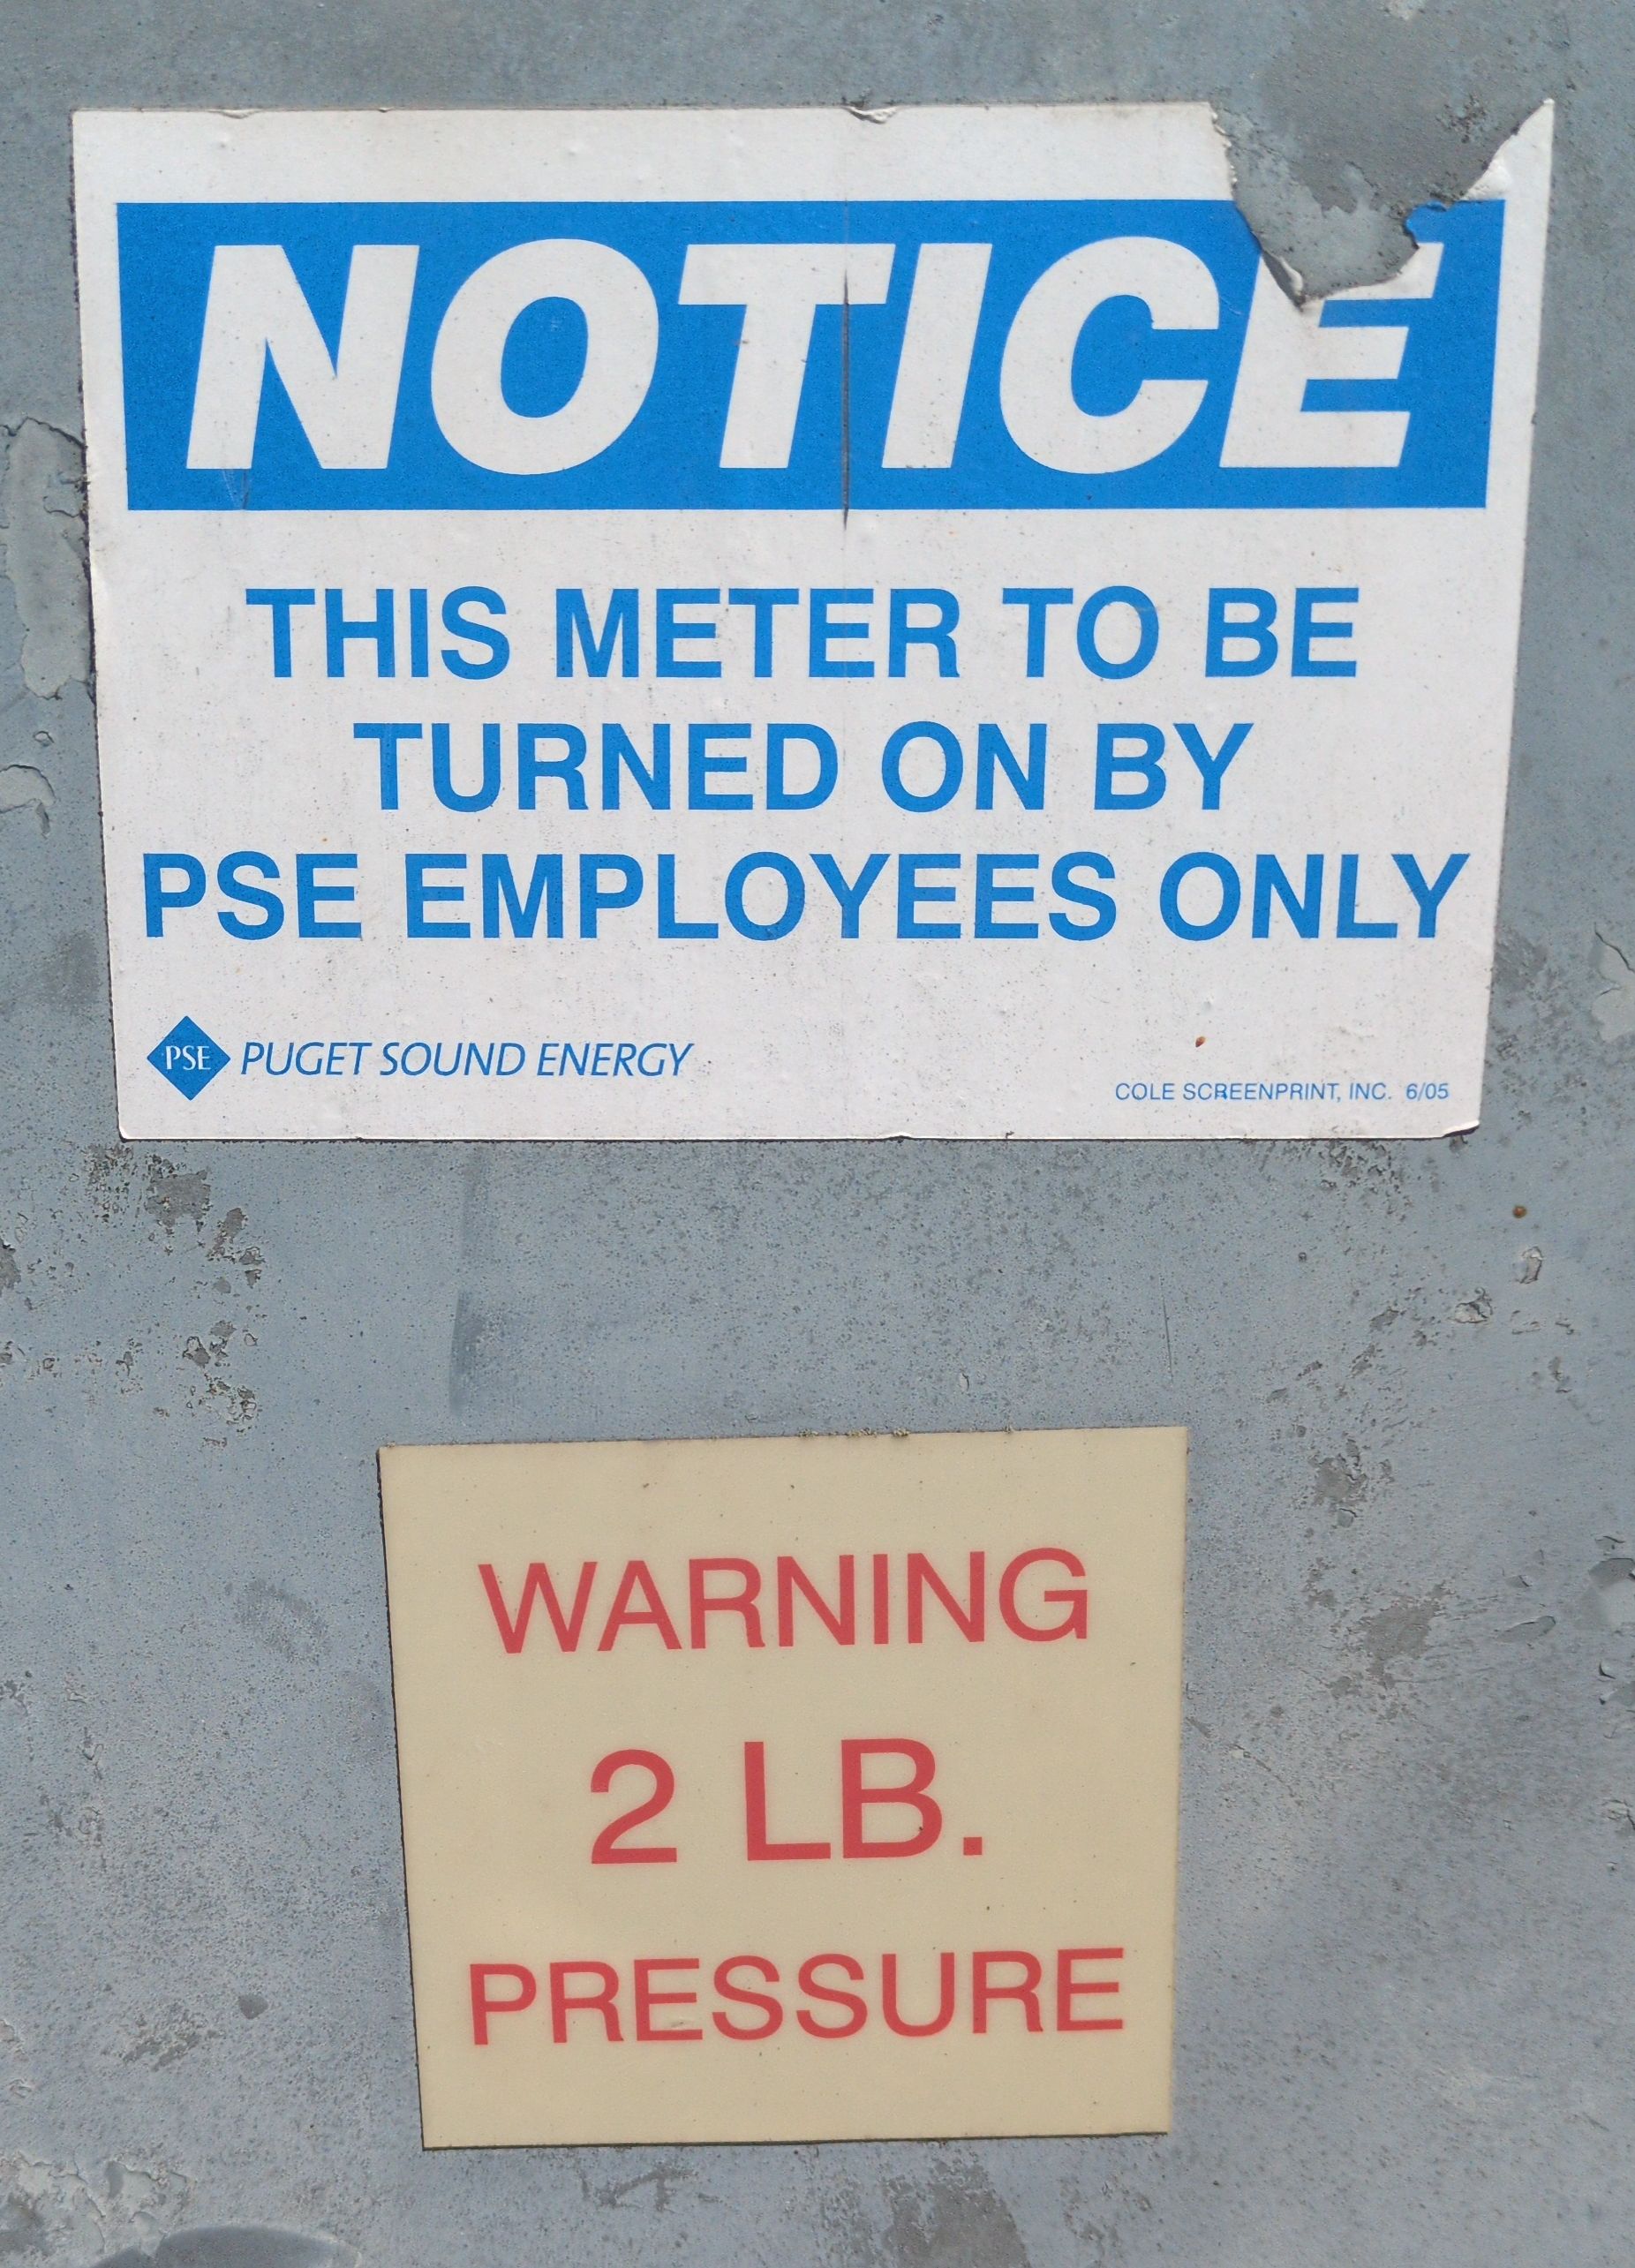 NOTICE
THIS METER TO BE
TURNED ON BY
PSE EMPLOYEES ONLY
PSE PUGET SOUND ENERGY
COLE SCREENPRINT, INC. 6/05
WARNING
2 LB.
PRESSURE